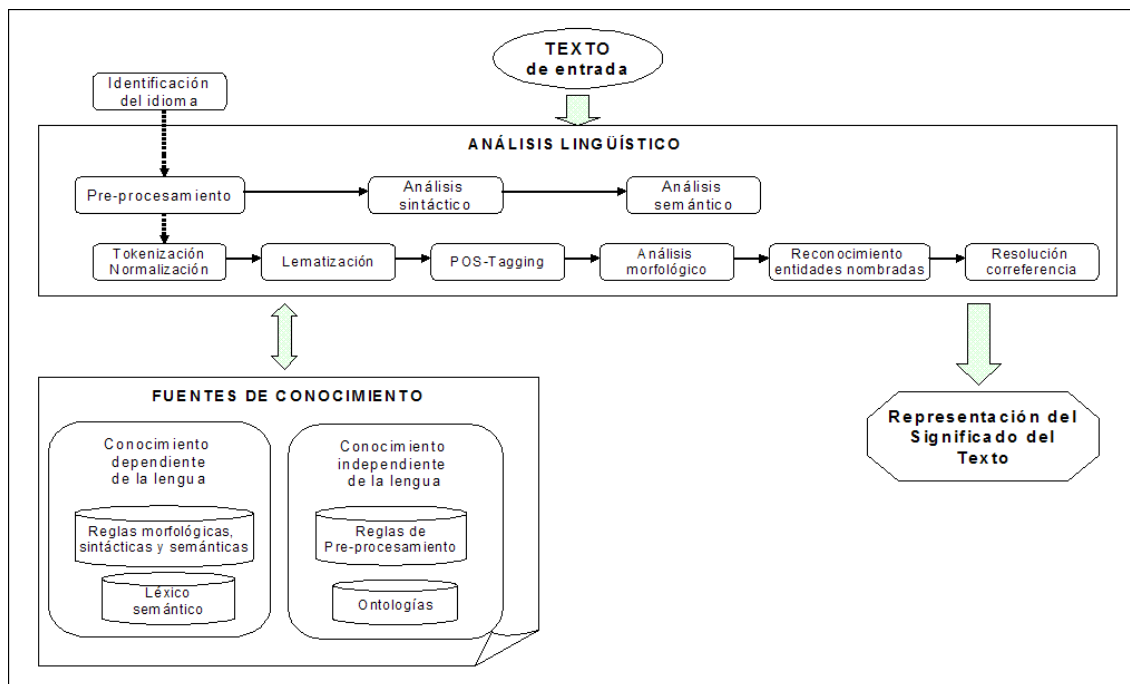 TEXTO
de entrada
Identificación
del idioma
ANÁLISIS LINGÜÍSTICO
Pre-procesamiento
Análisis
sintáctico
Análisis
semántico
Tokenización
Normalización
Lematización
POS-Tagging
Análisis
morfológico
Reconocimiento
entidades nombradas
Resolución
correferencia
FUENTES DE CONOCIMIENTO
Conocimiento
dependiente
de la lengua
Reglas morfológicas,
sintácticas y semánticas
Léxico
semántico
Conocimiento
independiente
de la lengua
Reglas de
Pre-procesamiento
Ontologías
Representación del
Significado del
Texto